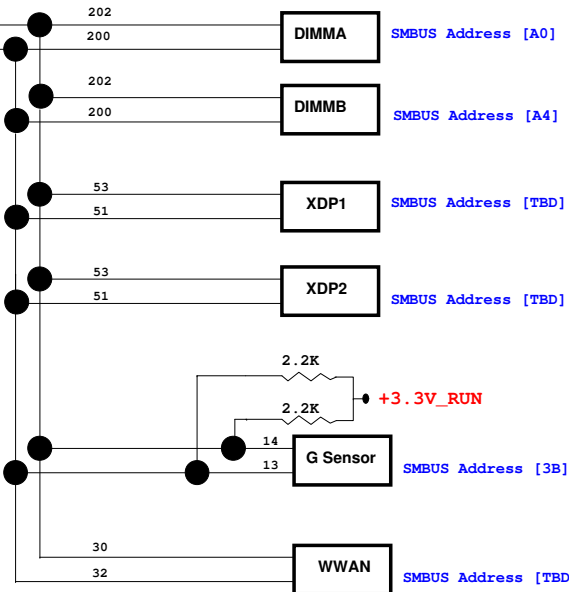 202
200
DIMMA
SMBUS Address [A0]
202
200
DIMMB
SMBUS Address [A4]
53
51
XDP1
SMBUS Address [TBD]
53
51
XDP2
SMBUS Address [TBD]
2.2K
+3.3V_RUN
2.2K
14
13
G Sensor
SMBUS Address [3B]
30
32
WWAN
SMBUS Address [TBD